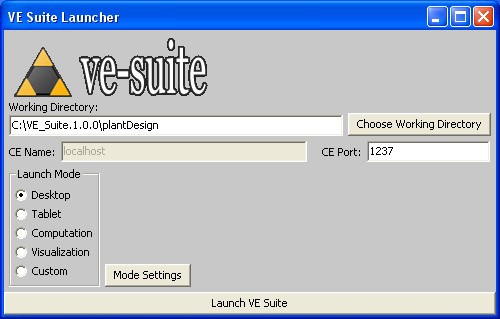 VE Suite Launcher
ve-suite
Working Directory:
C:\VE_Suite.1.0.0\plantDesign
Choose Working Directory
CE Name: localhost CE Port: 1237
Launch Mode
Desktop
Tablet
Computation
Visualization
Custom
Mode Settings
Launch VE Suite